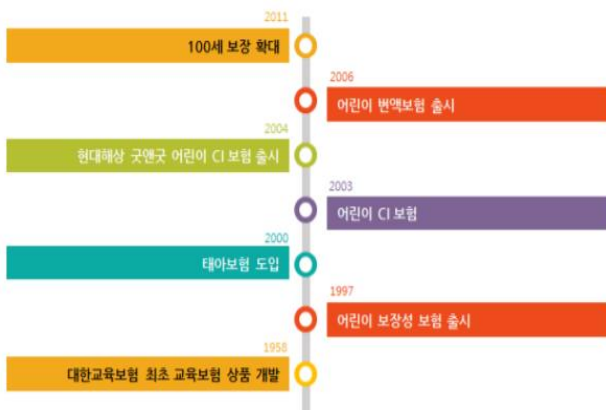 2011
100세 보장 확대
2006
어린이 변액보험 출시
2004
현대해상 굿앤굿 어린이 CI 보험 출시
2003
어린이 CI 보험
2000
태아보험 도입
1997
어린이 보장성 보험 출시
1958
대한교육보험 최초 교육보험 상품 개발